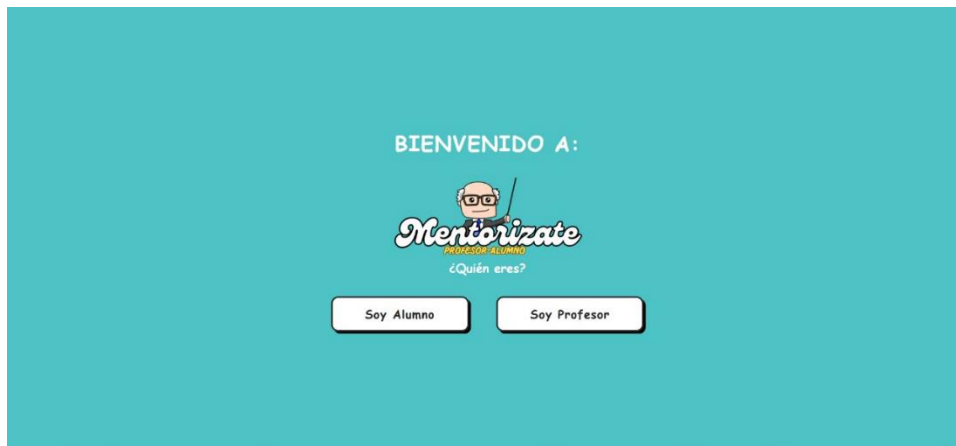 BIENVENIDO A:
Mentorizate
PROFESOR-ALUMNO
¿Quién eres?
Soy Alumno
Soy Profesor